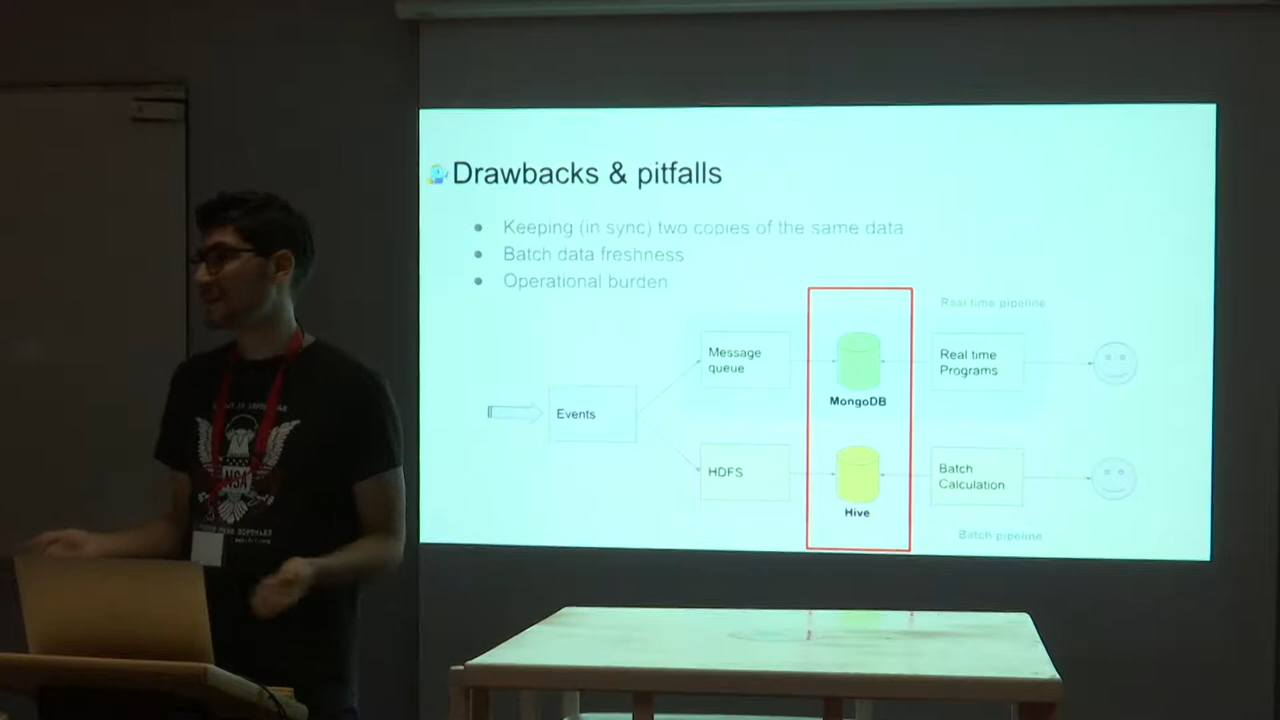 Drawbacks & pitfalls
Keeping (in sync) two copies of the same data
Batch data freshness
Operational burden
Real time pipeline
Message
queue
MongoDB
Real time
Programs
Events
HDFS
Hive
Batch
Calculation
Batch pipeline
NSA